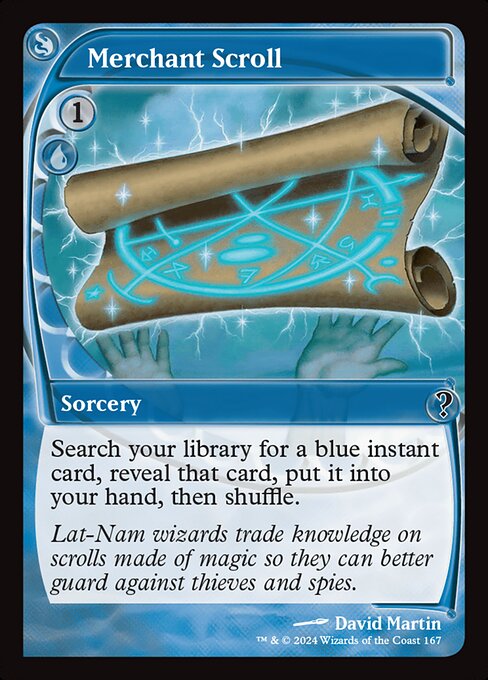 Merchant Scroll
1
Sorcery
?
Search your library for a blue instant
card, reveal that card, put it into
your hand, then shuffle.
Lat-Nam wizards trade knowledge on
scrolls made of magic so they can better
guard against thieves and spies.
David Martin
™ & © 2024 Wizards of the Coast 167